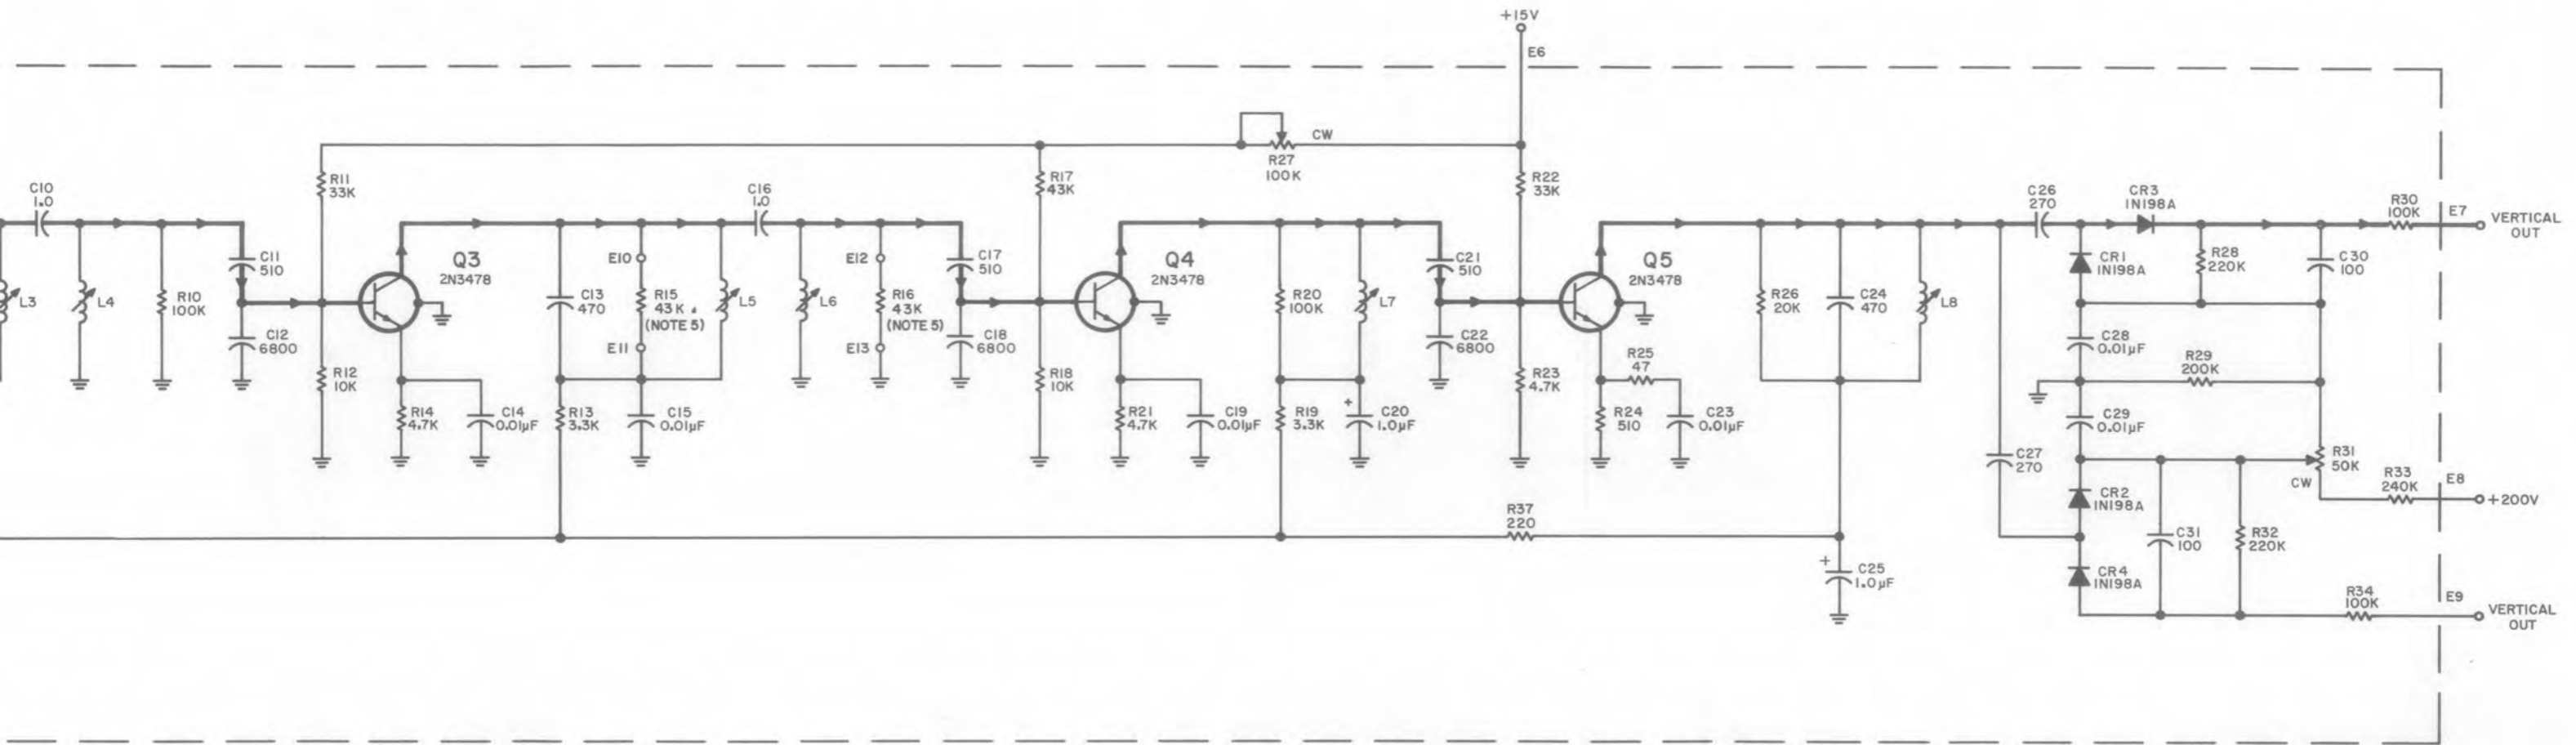 +15V
E6
CW
R27
100K
C10
1.0
L3
L4
R10
100K
C11
510
C12
6800
R11
33K
R12
10K
Q3
2N3478
R14
4.7K
C14
0.01µF
C13
470
R13
3.3K
E10
R15
43K
(NOTE 5)
E11
C15
0.01µF
L5
C16
1.0
L6
E12
R16
43K
(NOTE 5)
E13
C17
510
C18
6800
R17
43K
R18
10K
Q4
2N3478
R21
4.7K
C19
0.01µF
R20
100K
R19
3.3K
L7
C20
1.0µF
+
C21
510
C22
6800
R22
33K
R23
4.7K
Q5
2N3478
R25
47
R24
510
C23
0.01µF
R26
20K
C24
470
L8
R37
220
+
C25
1.0µF
C26
270
C27
270
CR3
1N198A
CR1
1N198A
R28
220K
C30
100
C28
0.01µF
R29
200K
C29
0.01µF
R31
50K
CW
CR2
1N198A
C31
100
R32
220K
CR4
1N198A
R30
100K
E7
VERTICAL
OUT
R33
240K
E8
+200V
R34
100K
E9
VERTICAL
OUT